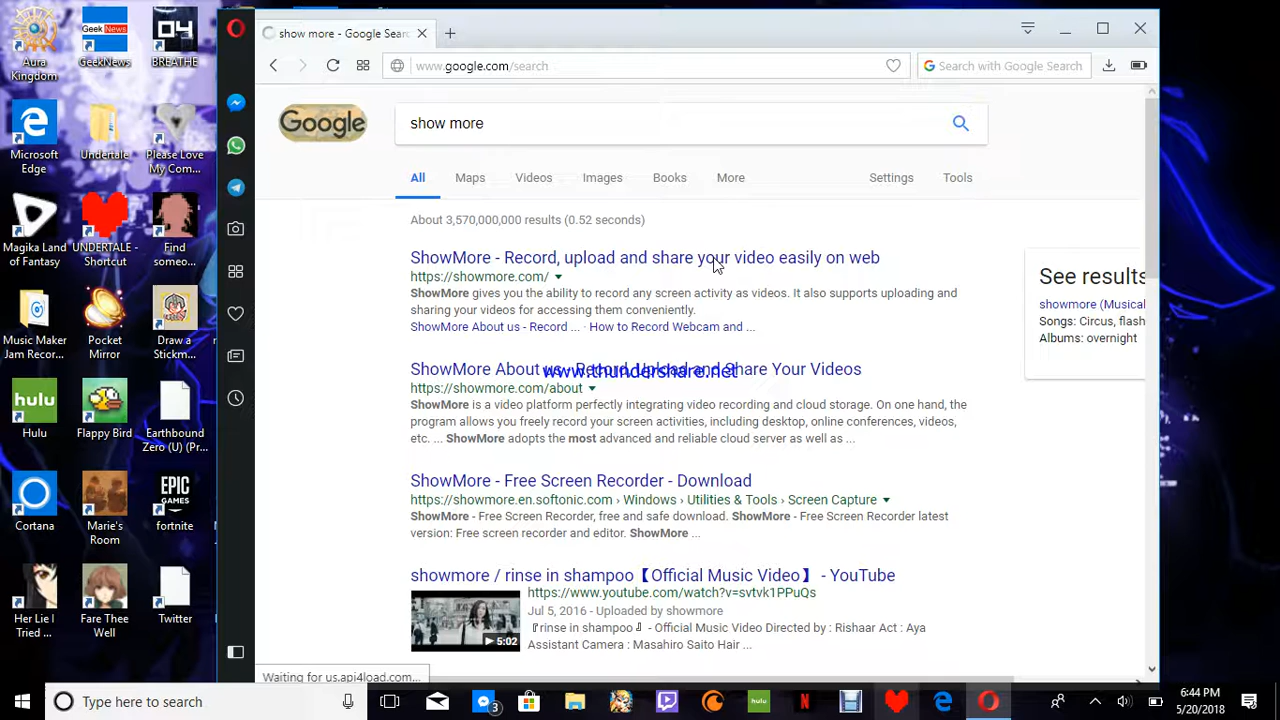 Aura
Kingdom
Geek News
GeekNews
04
BREATHE
Microsoft
Edge
Undertale
Please Love
My Com...
Magika Land
of Fantasy
UNDERTALE -
Shortcut
Find
someo...
Music Maker
Jam Recor...
Pocket
Mirror
Draw a
Stickm...
hulu
Hulu
Flappy Bird
Earthbound
Zero (U) (Pr...
Cortana
Marie's
Room
EPIC
GAMES
fortnite
Her Lie I
Tried ...
Fare Thee
Well
Twitter
show more - Google Sear
www.google.com/search
Search with Google Search
Google
show more
All Maps Videos Images Books More Settings Tools
About 3,570,000,000 results (0.52 seconds)
ShowMore - Record, upload and share your video easily on web
https://showmore.com/
ShowMore gives you the ability to record any screen activity as videos. It also supports uploading and
sharing your videos for accessing them conveniently.
ShowMore About us - Record ... · How to Record Webcam and ...
See results
showmore (Musical
Songs: Circus, flash
Albums: overnight
ShowMore About us - Record, Upload and Share Your Videos
www.thundershare.net
https://showmore.com/about
ShowMore is a video platform perfectly integrating video recording and cloud storage. On one hand, the
program allows you freely record your screen activities, including desktop, online conferences, videos,
etc. ... ShowMore adopts the most advanced and reliable cloud server as well as ...
ShowMore - Free Screen Recorder - Download
https://showmore.en.softonic.com › Windows › Utilities & Tools › Screen Capture
ShowMore - Free Screen Recorder, free and safe download. ShowMore - Free Screen Recorder latest
version: Free screen recorder and editor. ShowMore ...
showmore / rinse in shampoo【Official Music Video】 - YouTube
https://www.youtube.com/watch?v=svtvk1PPuQs
Jul 5, 2016 - Uploaded by showmore
『rinse in shampoo』 - Official Music Video Directed by : Rishaar Act : Aya
Assistant Camera : Masahiro Saito Hair ...
5:02
Waiting for us.api4load.com...
Type here to search
3
hulu
6:44 PM
5/20/2018